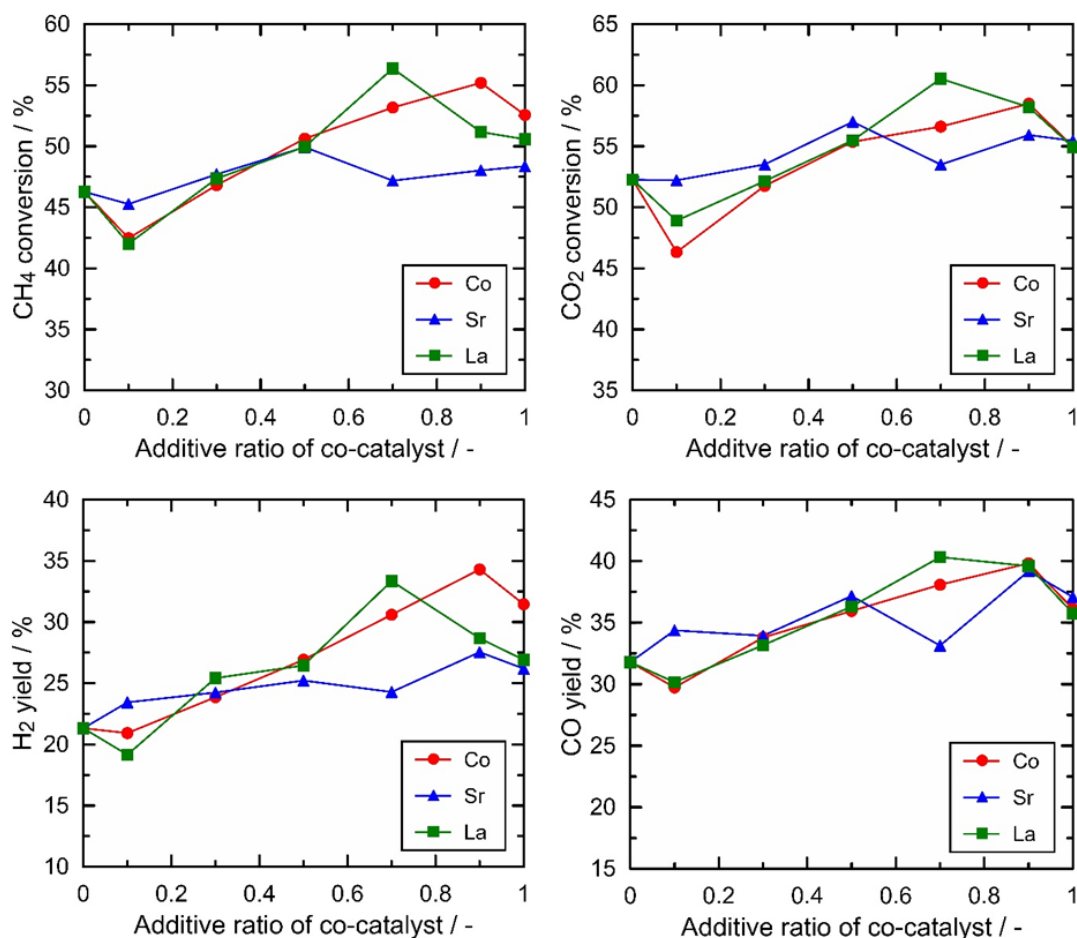 60
55
50
45
40
35
30
CH4 conversion / %
Co
Sr
La
0 0.2 0.4 0.6 0.8 1
Additive ratio of co-catalyst / -
65
60
55
50
45
40
35
CO2 conversion / %
Co
Sr
La
0 0.2 0.4 0.6 0.8 1
Additive ratio of co-catalyst / -
40
35
30
25
20
15
10
H2 yield / %
Co
Sr
La
0 0.2 0.4 0.6 0.8 1
Additive ratio of co-catalyst / -
45
40
35
30
25
20
15
CO yield / %
Co
Sr
La
0 0.2 0.4 0.6 0.8 1
Additive ratio of co-catalyst / -